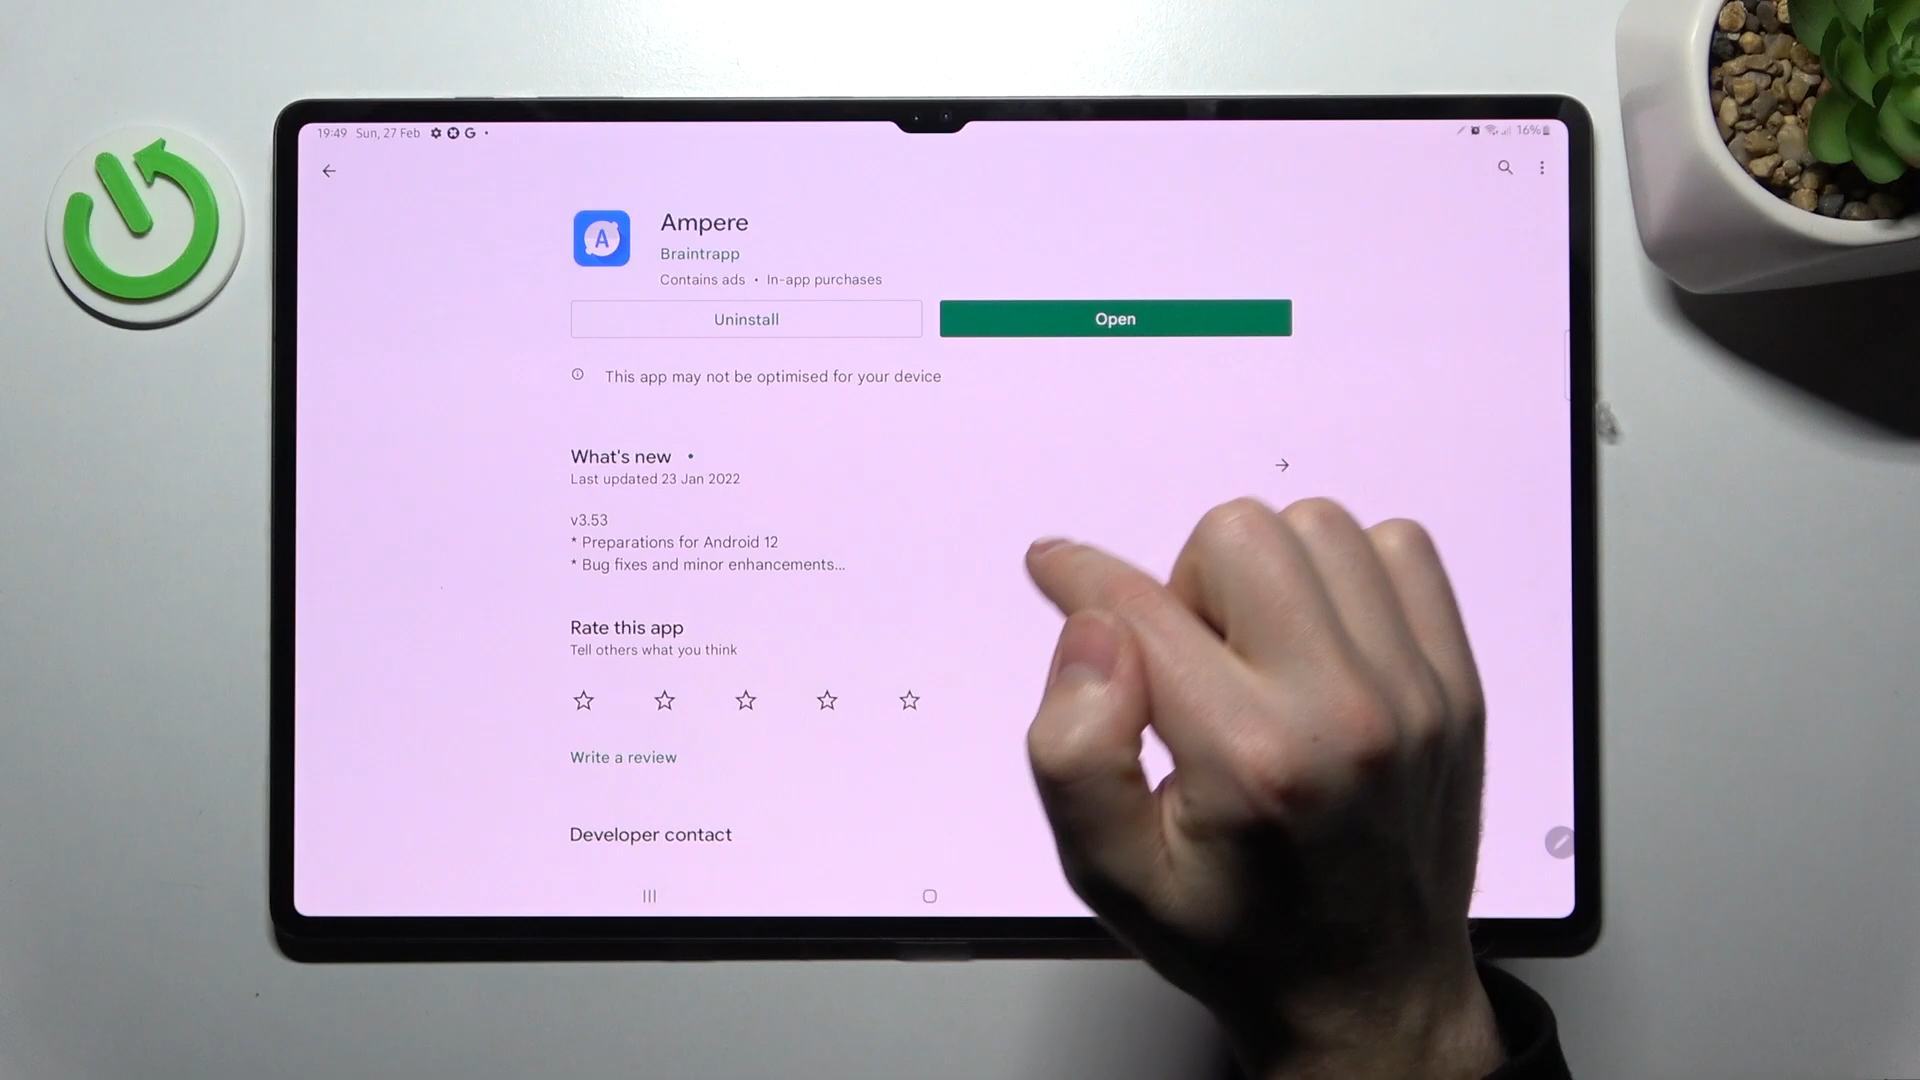 19:49 Sun, 27 Feb G
16%
Ampere
A
Braintrapp
Contains ads • In-app purchases
Uninstall
Open
This app may not be optimised for your device
What's new •
Last updated 23 Jan 2022
v3.53
* Preparations for Android 12
* Bug fixes and minor enhancements...
Rate this app
Tell others what you think
Write a review
Developer contact